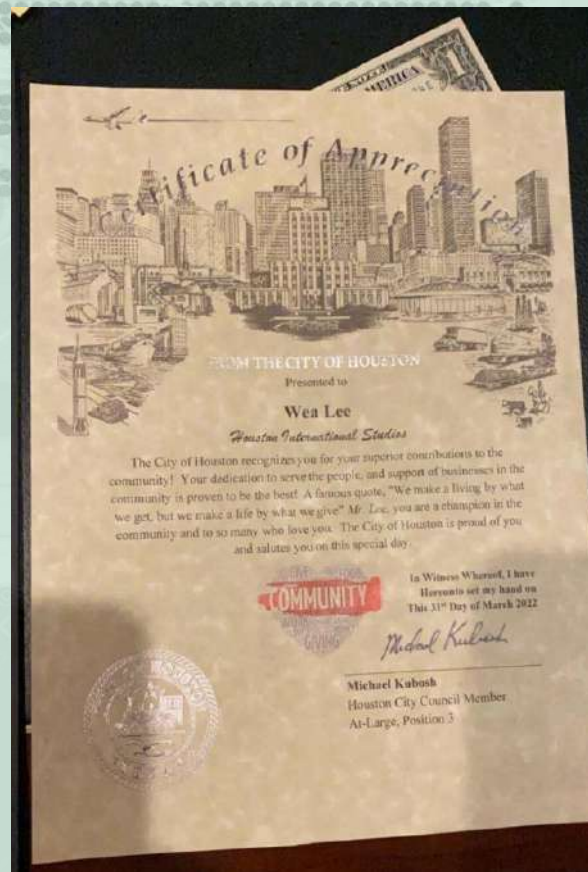 AMERICA
1
Certificate of Appreciation
FROM THE CITY OF HOUSTON
Presented to
Wea Lee
Houston International Studios
The City of Houston recognizes you for your superior contributions to the
community! Your dedication to serve the people, and support of businesses in the
community is proven to be the best! A famous quote, "We make a living by what
we get, but we make a life by what we give" Mr. Lee, you are a champion in the
community and to so many who love you. The City of Houston is proud of you
and salutes you on this special day.
COMMUNITY
GIVING
In Witness Whereof, I have
Hereunto set my hand on
This 31st Day of March 2022
Michael Kubosh
Michael Kubosh
Houston City Council Member
At-Large, Position 3